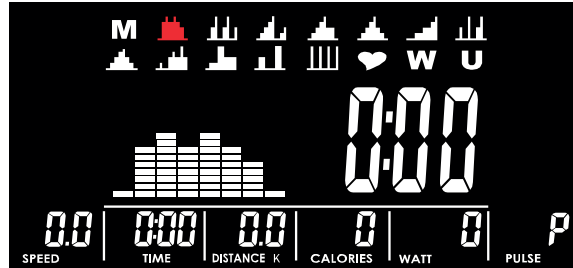 M
W U
0:00
0.0 0:00 0.0 0 0 P
SPEED TIME DISTANCE K CALORIES WATT PULSE